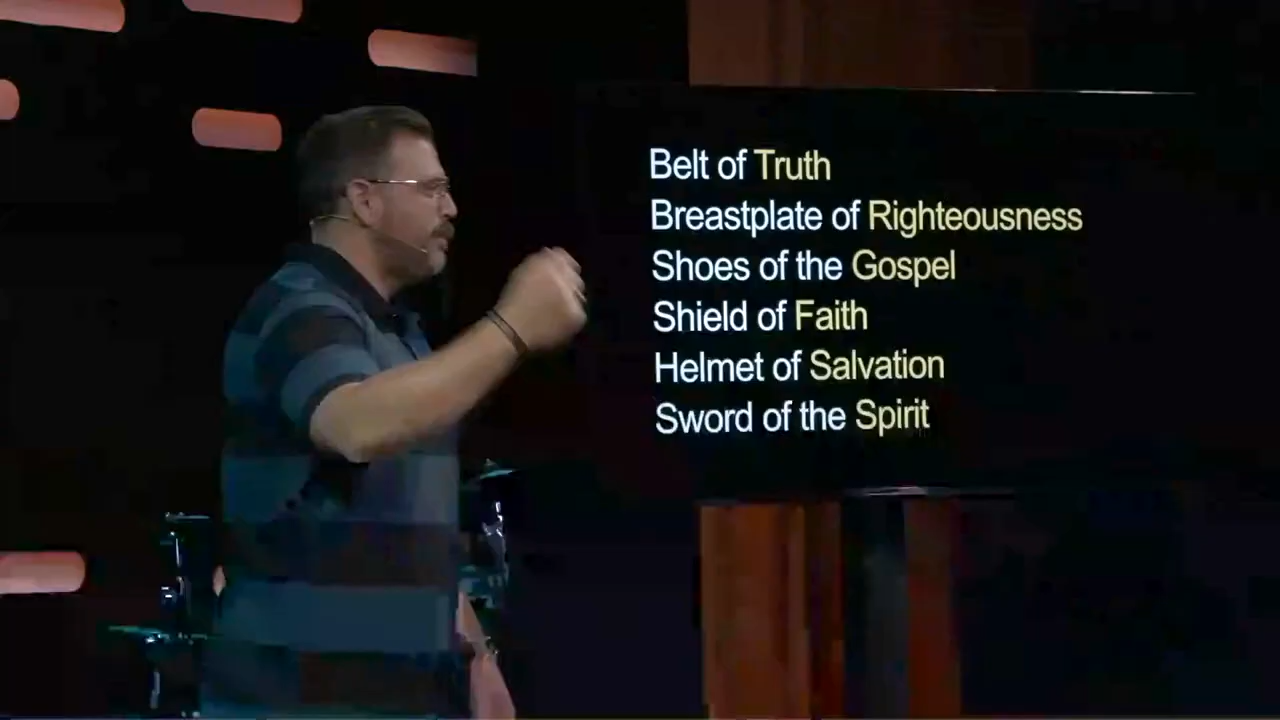 Belt of Truth
Breastplate of Righteousness
Shoes of the Gospel
Shield of Faith
Helmet of Salvation
Sword of the Spirit